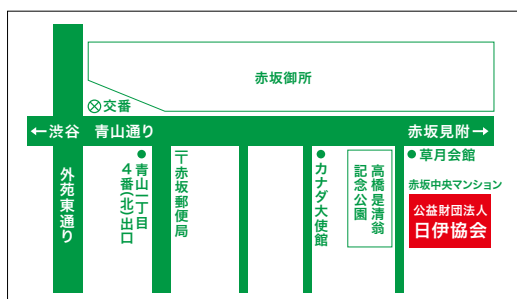 赤坂御所
交番
←渋谷 青山通り
赤坂見附→
外苑東通り
青山一丁目
4番(北)出口
〒赤坂郵便局
カナダ大使館
高橋是清翁
記念公園
草月会館
赤坂中央マンション
公益財団法人
日伊協会